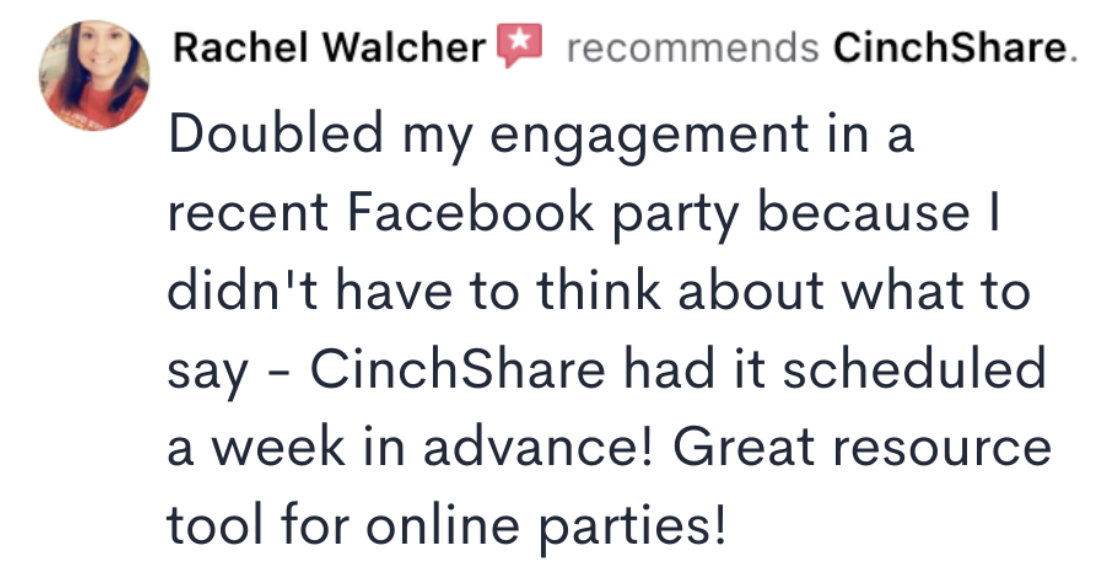 Rachel Walcher recommends CinchShare.
Doubled my engagement in a
recent Facebook party because I
didn't have to think about what to
say – CinchShare had it scheduled
a week in advance! Great resource
tool for online parties!